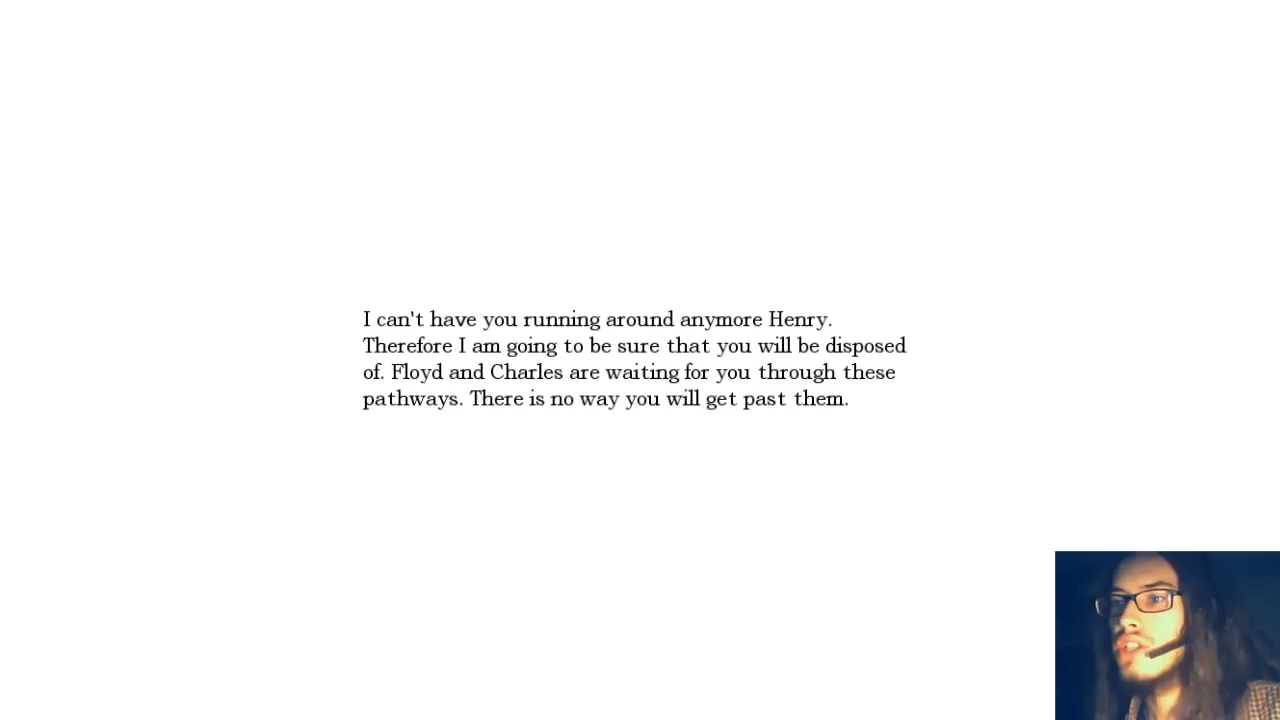 I can't have you running around anymore Henry.
Therefore I am going to be sure that you will be disposed
of. Floyd and Charles are waiting for you through these
pathways. There is no way you will get past them.